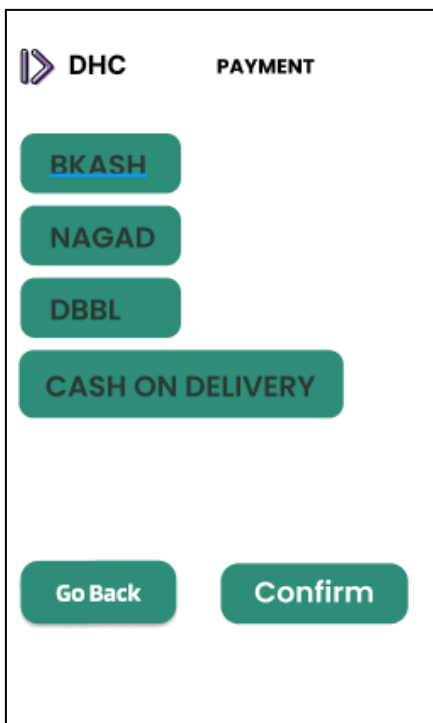 DHC PAYMENT
BKASH
NAGAD
DBBL
CASH ON DELIVERY
Go Back Confirm